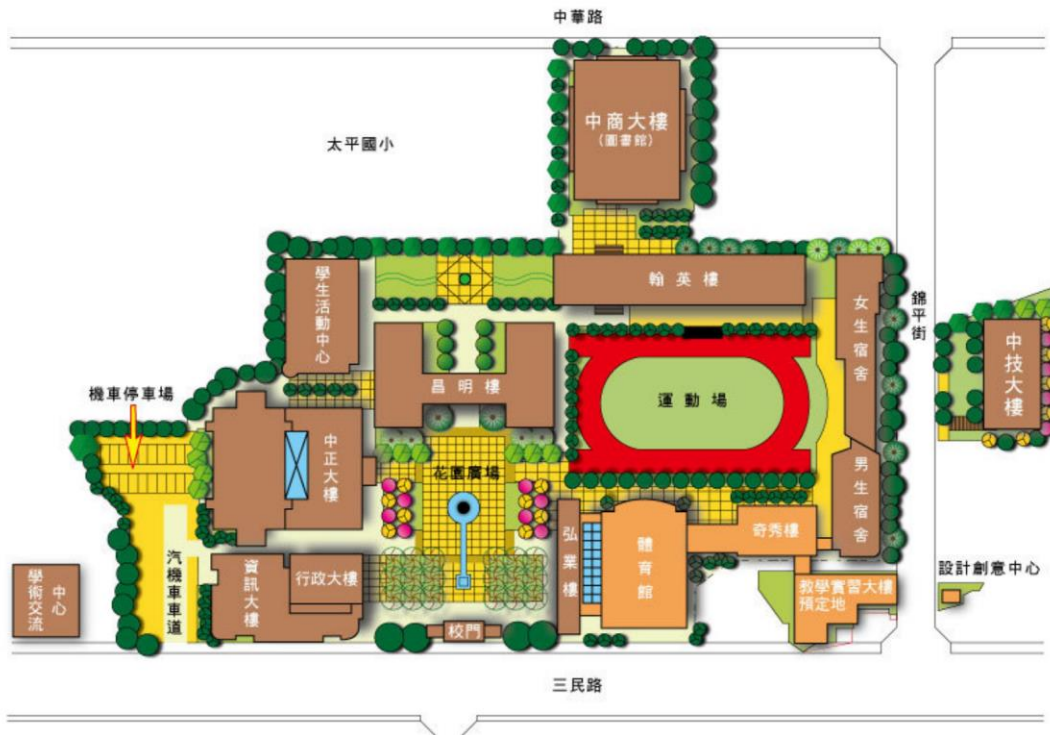 中華路
中商大樓
(圖書館)
太平國小
學生活動中心
翰英樓
女生宿舍
錦平街
中技大樓
昌明樓
運動場
機車停車場
中正大樓
花園廣場
男生宿舍
弘業樓
體育館
奇秀樓
汽機車車道
資訊大樓
行政大樓
教學實習大樓
預定地
設計創意中心
學術交流
中心
校門
三民路